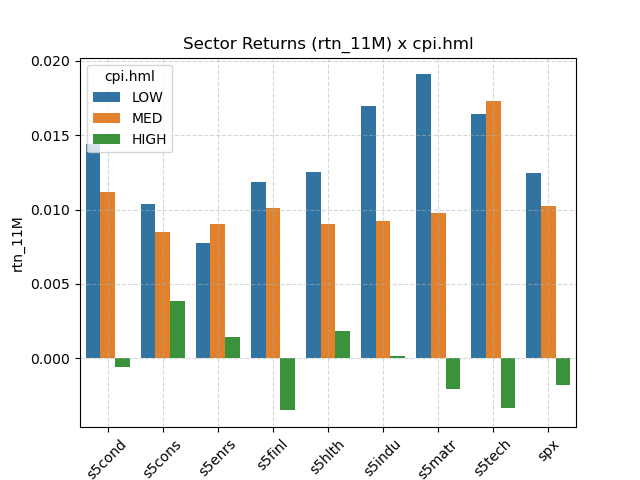 Sector Returns (rtn_11M) x cpi.hml
cpi.hml
LOW
MED
HIGH
rtn_11M
0.020
0.015
0.010
0.005
0.000
s5cond
s5cons
s5enrs
s5finl
s5hlth
s5indu
s5matr
s5tech
spx